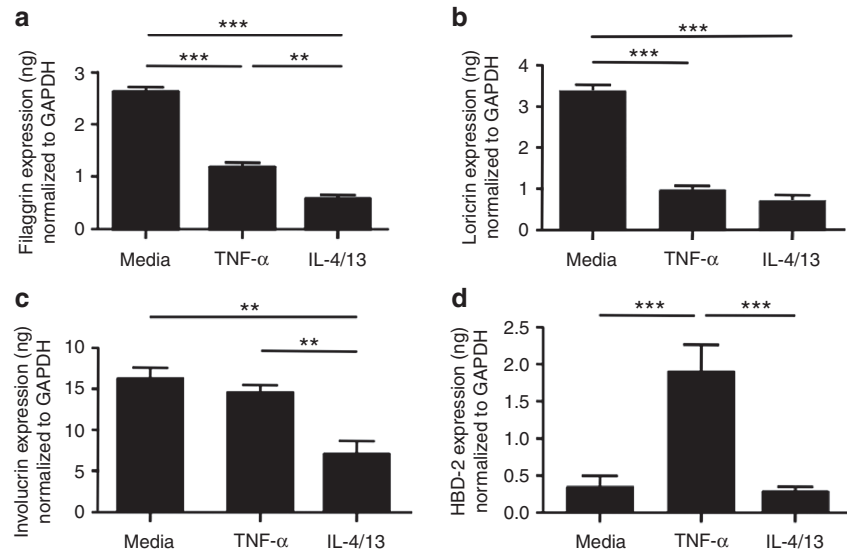 a
***
***
**
Filaggrin expression (ng)
normalized to GAPDH
3
2
1
0
Media
TNF-α
IL-4/13
b
***
***
Loricrin expression (ng)
normalized to GAPDH
4
3
2
1
0
Media
TNF-α
IL-4/13
c
**
**
Involucrin expression (ng)
normalized to GAPDH
10
15
10
5
0
Media
TNF-α
IL-4/13
d
***
***
HBD-2 expression (ng)
normalized to GAPDH
2.5
2.0
1.5
1.0
0.5
0.0
Media
TNF-α
IL-4/13